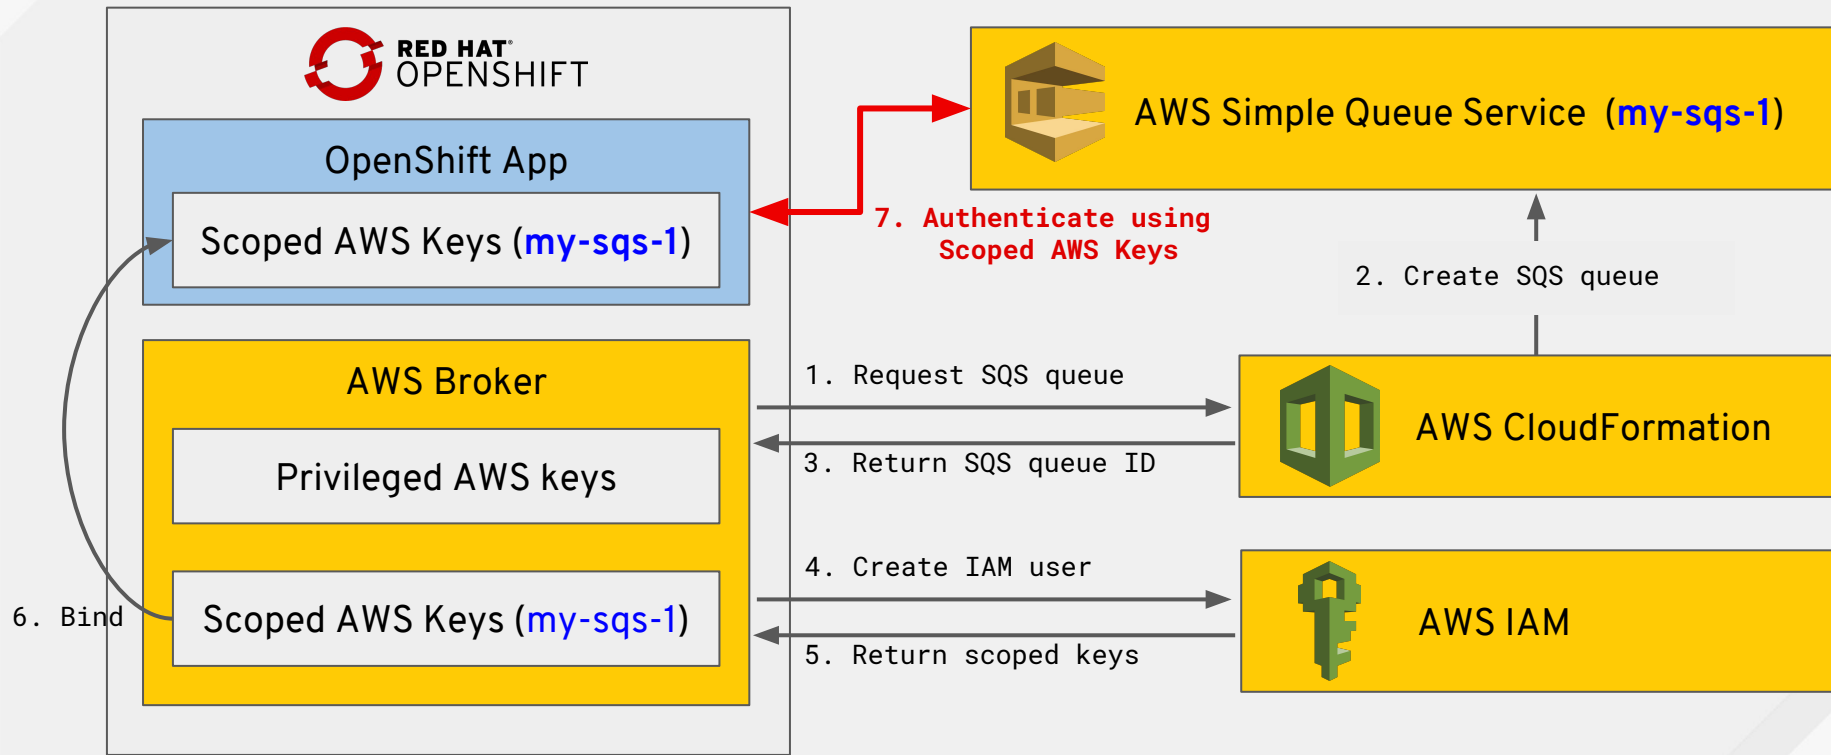 RED HAT®
OPENSHIFT
OpenShift App
Scoped AWS Keys (my-sqs-1)
AWS Broker
Privileged AWS keys
Scoped AWS Keys (my-sqs-1)
6. Bind
AWS Simple Queue Service (my-sqs-1)
7. Authenticate using
Scoped AWS Keys
2. Create SQS queue
1. Request SQS queue
3. Return SQS queue ID
AWS CloudFormation
4. Create IAM user
5. Return scoped keys
AWS IAM